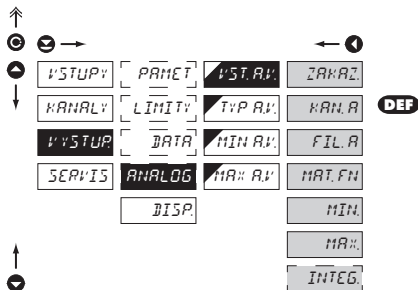 VSTUPY PAMET VST. A.V. ZAKAZ.
KANALY LIMITY TYP A.V. KAN. A DEF
VYSTUP. DATA MIN A.V. FIL. A
SERVIS ANALOG MAX A.V MAT. FN
DISP. MIN.
MAX.
INTEG.